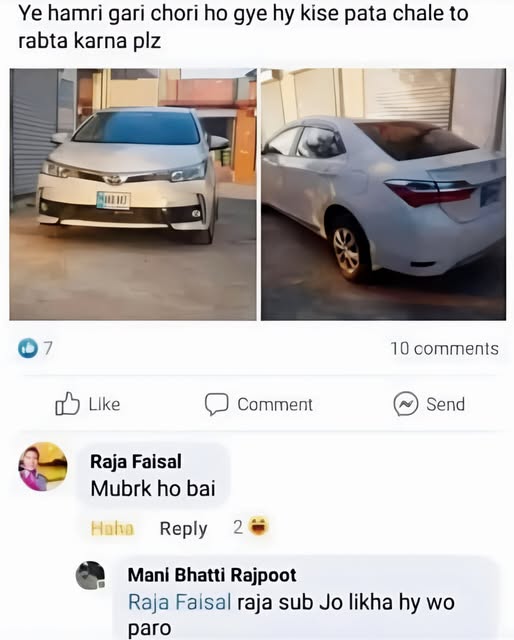 Ye hamri gari chori ho gye hy kise pata chale to
rabta karna plz
7
10 comments
Like
Comment
Send
Raja Faisal
Mubrk ho bai
Haha Reply 2
Mani Bhatti Rajpoot
Raja Faisal raja sub Jo likha hy wo
paro